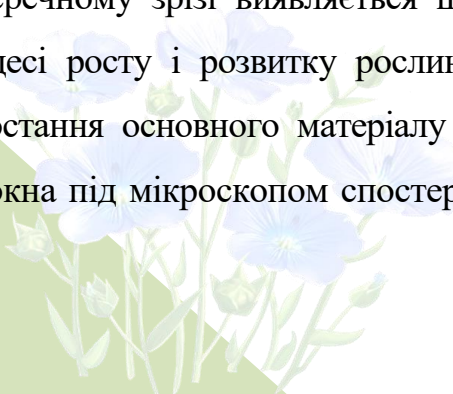 перечному зрізі виявляється ш
цесі росту і розвитку рослин
остання основного матеріалу
окна під мікроскопом спостер